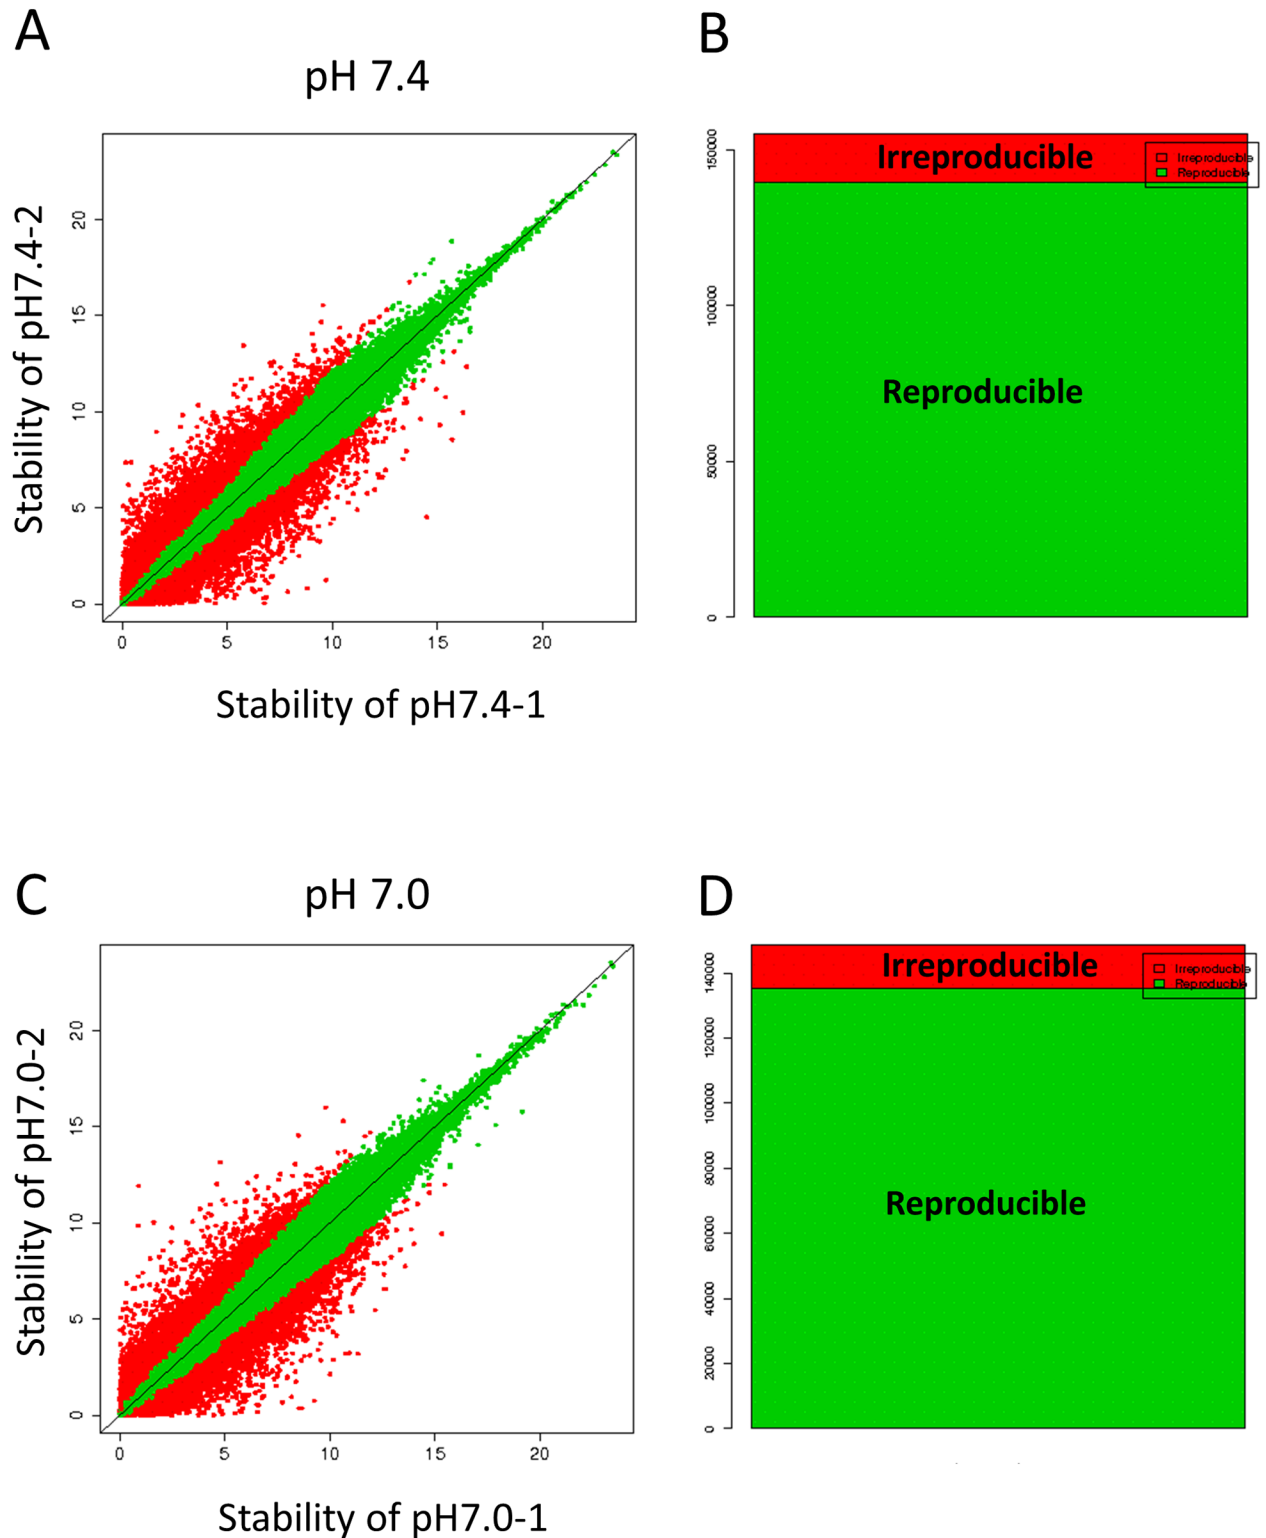 A
pH 7.4
Stability of pH7.4-2
20
15
10
5
0
0 5 10 15 20
Stability of pH7.4-1
B
150000
100000
50000
0
Irreproducible
Irreproducible
Reproducible
Reproducible
C
pH 7.0
Stability of pH7.0-2
20
15
10
5
0
0 5 10 15 20
Stability of pH7.0-1
D
140000
120000
100000
80000
60000
40000
20000
0
Irreproducible
Irreproducible
Reproducible
Reproducible